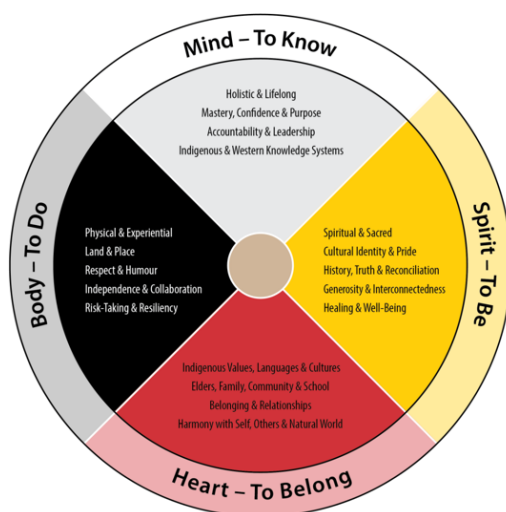 Mind – To Know
Holistic & Lifelong
Mastery, Confidence & Purpose
Accountability & Leadership
Indigenous & Western Knowledge Systems
Spirit – To Be
Spiritual & Sacred
Cultural Identity & Pride
History, Truth & Reconciliation
Generosity & Interconnectedness
Healing & Well-Being
Heart – To Belong
Indigenous Values, Languages & Cultures
Elders, Family, Community & School
Belonging & Relationships
Harmony with Self, Others & Natural World
Body – To Do
Physical & Experiential
Land & Place
Respect & Humour
Independence & Collaboration
Risk-Taking & Resiliency